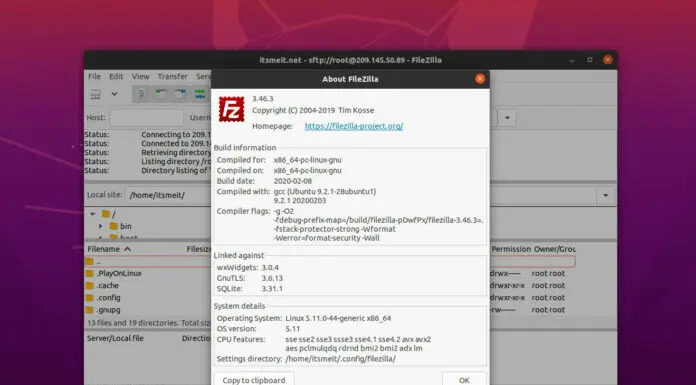 itsmeit.net - sftp://root@209.145.50.89 - FileZilla
File Edit View Transfer
About FileZilla
3.46.3
Copyright (C) 2004-2019 Tim Kosse
Homepage: https://filezilla-project.org/
Host:
Build information
Compiled for: x86_64-pc-linux-gnu
Compiled on: x86_64-pc-linux-gnu
Build date: 2020-02-08
Compiled with: gcc (Ubuntu 9.2.1-28ubuntu1)
9.2.1 20200203
Compiler flags: -g -O2
-fdebug-prefix-map=/build/filezilla-pDwfPx/filezilla-3.46.3=.
-fstack-protector-strong -Wformat
-Werror=format-security -Wall
Linked against
wxWidgets: 3.0.4
GnuTLS: 3.6.13
SQLite: 3.31.1
System details
Operating System: Linux 5.11.0-44-generic x86_64
OS version: 5.11
CPU features: sse sse2 sse3 ssse3 sse4.1 sse4.2 avx avx2
aes pclmulqdq rdrnd bmi2 bmi2 adx lm
Settings directory: /home/itsmeit/.config/filezilla/
Copy to clipboard OK
Status: Connecting to 209.
Status: Connected to 209.14
Status: Retrieving directory
Status: Listing directory /ro
Status: Directory listing of
Local site: /home/itsmeit/
/
bin
Filename Filesize
..
.PlayOnLinux
.cache
.config
.gnupg
13 files and 19 directories. Total size
Server/Local file Direction
Permission Owner/Grou
drwx------ root root
drwxr-xr-x root root
drwxr-xr-x root root
-rw------- root root